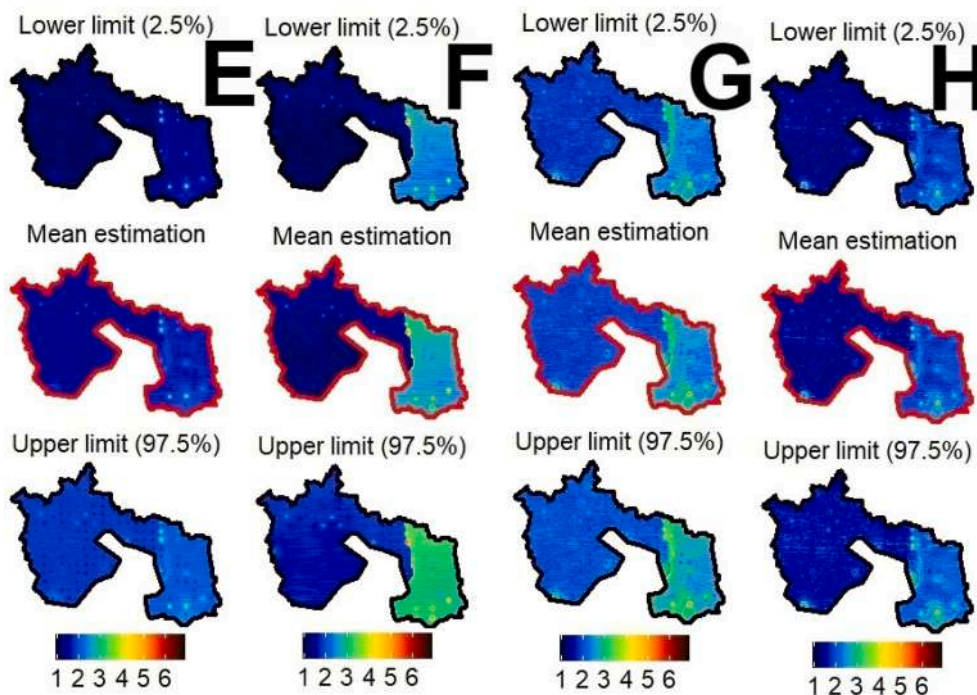 Lower limit (2.5%) E Lower limit (2.5%) F Lower limit (2.5%) G Lower limit (2.5%) H
Mean estimation Mean estimation Mean estimation Mean estimation
Upper limit (97.5%) Upper limit (97.5%) Upper limit (97.5%) Upper limit (97.5%)
1 2 3 4 5 6 1 2 3 4 5 6 1 2 3 4 5 6 1 2 3 4 5 6